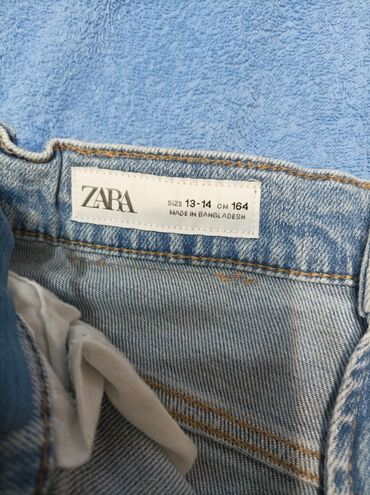 ZARA
SIZE 13-14 CM 164
MADE IN BANGLADESH